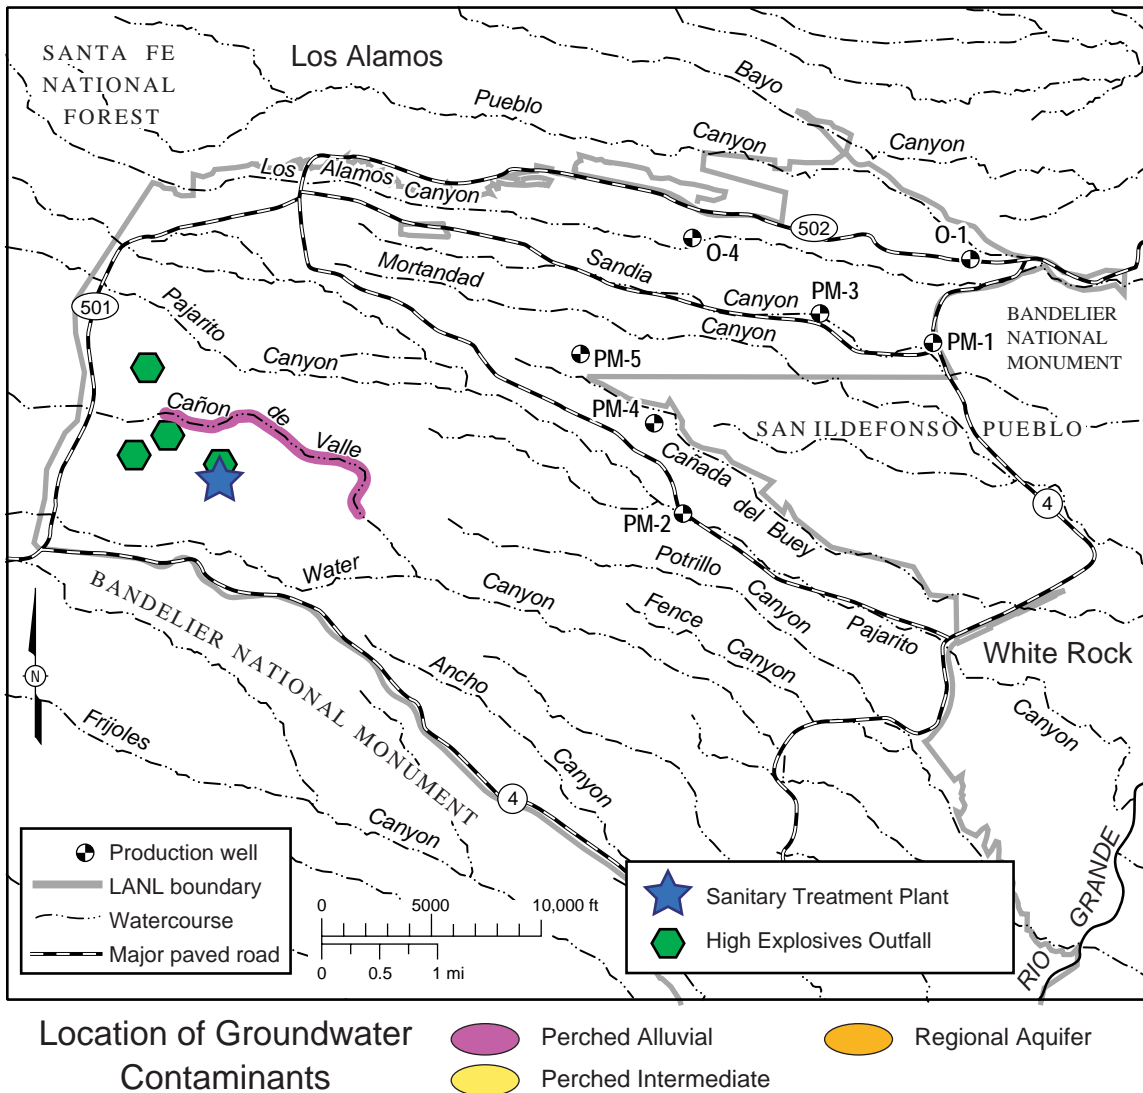 SANTA FE
NATIONAL
FOREST
Los Alamos
Bayo
Canyon
Pueblo
Canyon
Los Alamos Canyon
502
O-1
O-4
Sandia
Canyon
Mortandad
Canyon
PM-3
PM-1
BANDELIER
NATIONAL
MONUMENT
501
Pajarito
Canyon
PM-5
PM-4
SAN ILDEFONSO PUEBLO
Cañon de Valle
Cañada del Buey
PM-2
4
Water
Canyon
Potrillo
Canyon
Fence
Canyon
Pajarito
White Rock
Canyon
BANDELIER NATIONAL MONUMENT
N
Ancho
Canyon
Frijoles
Canyon
4
RIO GRANDE
Production well
LANL boundary
Watercourse
Major paved road
0 5000 10,000 ft
0 0.5 1 mi
Sanitary Treatment Plant
High Explosives Outfall
Location of Groundwater
Contaminants
Perched Alluvial
Perched Intermediate
Regional Aquifer